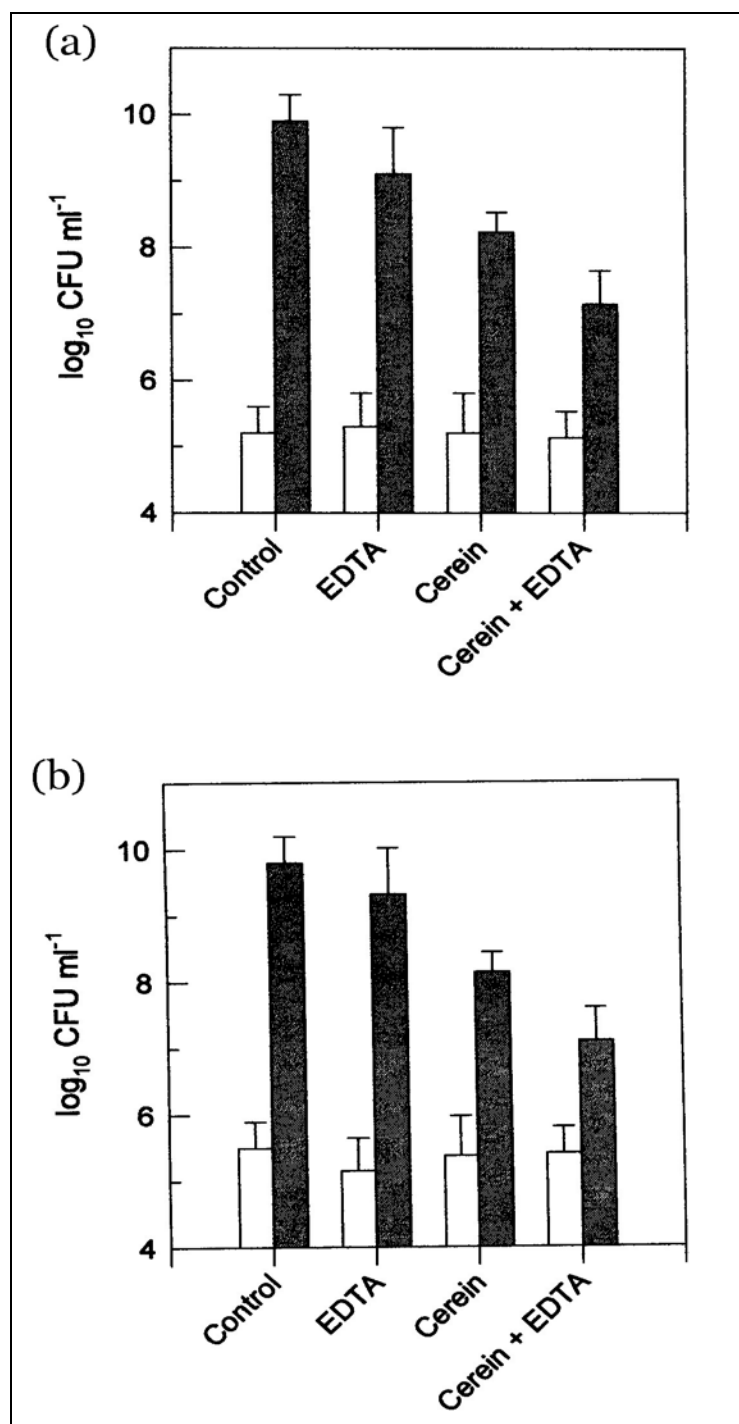 (a)
10
8
6
4
log₁₀ CFU ml⁻¹
Control
EDTA
Cerein
Cerein + EDTA
(b)
10
8
6
4
log₁₀ CFU ml⁻¹
Control
EDTA
Cerein
Cerein + EDTA